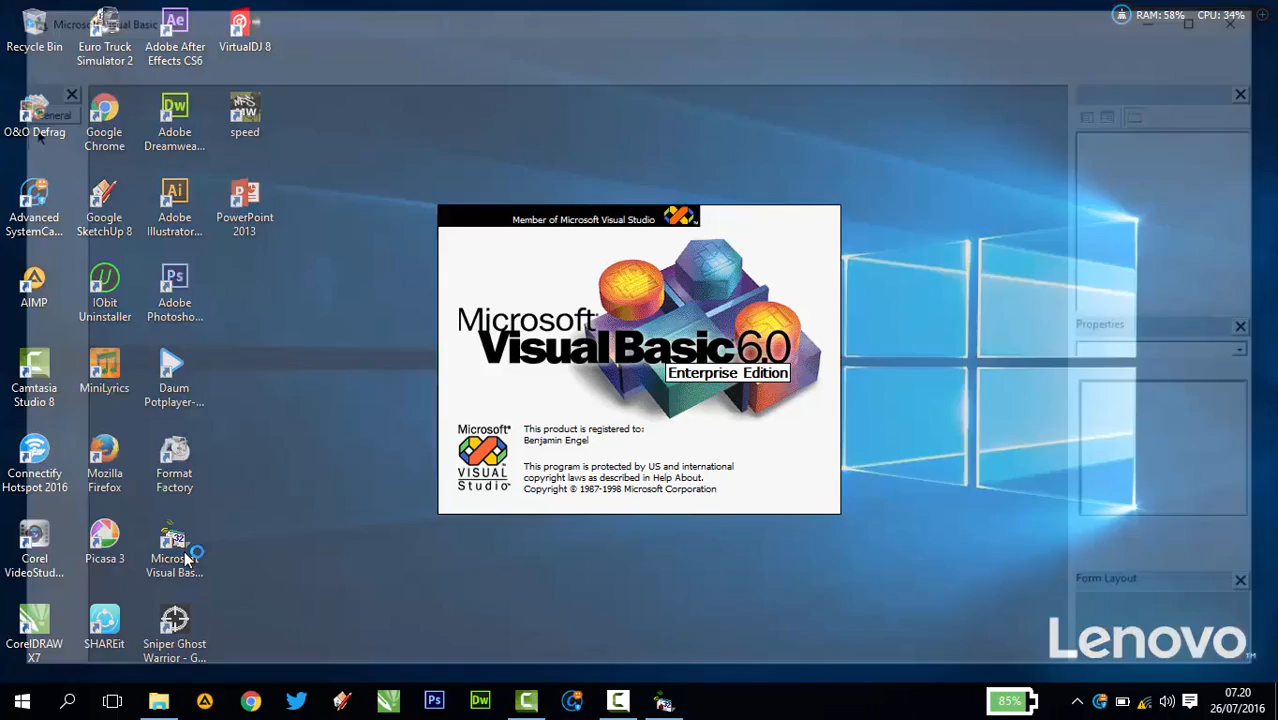 Microsoft Visual Basic
RAM: 58% CPU: 34%
Recycle Bin
Euro Truck
Simulator 2
Adobe After
Effects CS6
VirtualDJ 8
General
O&O Defrag
Google
Chrome
Adobe
Dreamwea...
speed
Advanced
SystemCa...
Google
SketchUp 8
Adobe
Illustrator...
PowerPoint
2013
AIMP
IObit
Uninstaller
Adobe
Photosho...
Camtasia
Studio 8
MiniLyrics
Daum
Potplayer-...
Connectify
Hotspot 2016
Mozilla
Firefox
Format
Factory
Corel
VideoStud...
Picasa 3
Microsoft
Visual Bas...
CorelDRAW
X7
SHAREit
Sniper Ghost
Warrior - G...
Member of Microsoft Visual Studio
Microsoft
Visual Basic 6.0
Enterprise Edition
Microsoft
VISUAL
Studio
This product is registered to:
Benjamin Engel
This program is protected by US and international
copyright laws as described in Help About.
Copyright © 1987-1998 Microsoft Corporation
Properties
Form Layout
Lenovo
85%
07.20
26/07/2016